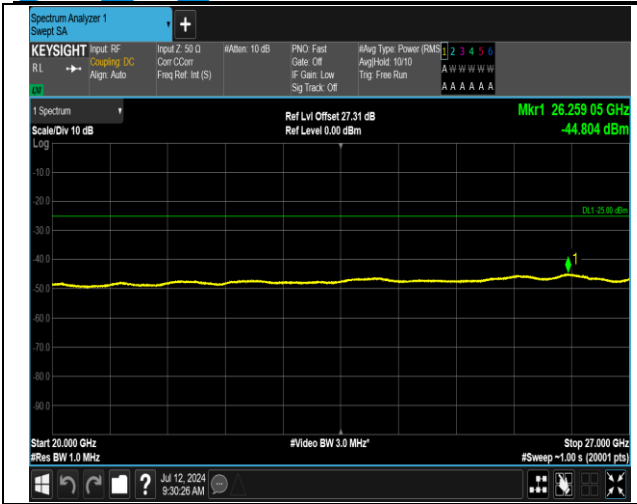 Spectrum Analyzer 1
Swept SA
+
KEYSIGHT
RL
LXI
Input: RF
Coupling: DC
Align: Auto
Input Z: 50 Ω
Corr CCorr
Freq Ref: Int (S)
#Atten: 10 dB
PNO: Fast
Gate: Off
IF Gain: Low
Sig Track: Off
#Avg Type: Power (RMS
Avg|Hold: 10/10
Trig: Free Run
1 2 3 4 5 6
A W W W W W
A A A A A A
1 Spectrum
Scale/Div 10 dB
Log
Ref Lvl Offset 27.31 dB
Ref Level 0.00 dBm
Mkr1 26.259 05 GHz
-44.804 dBm
-10.0
-20.0
DL1 -25.00 dBm
-30.0
-40.0
1
-50.0
-60.0
-70.0
-80.0
-90.0
Start 20.000 GHz
#Video BW 3.0 MHz*
Stop 27.000 GHz
#Res BW 1.0 MHz
#Sweep ~1.00 s (20001 pts)
?
Jul 12, 2024
9:30:26 AM